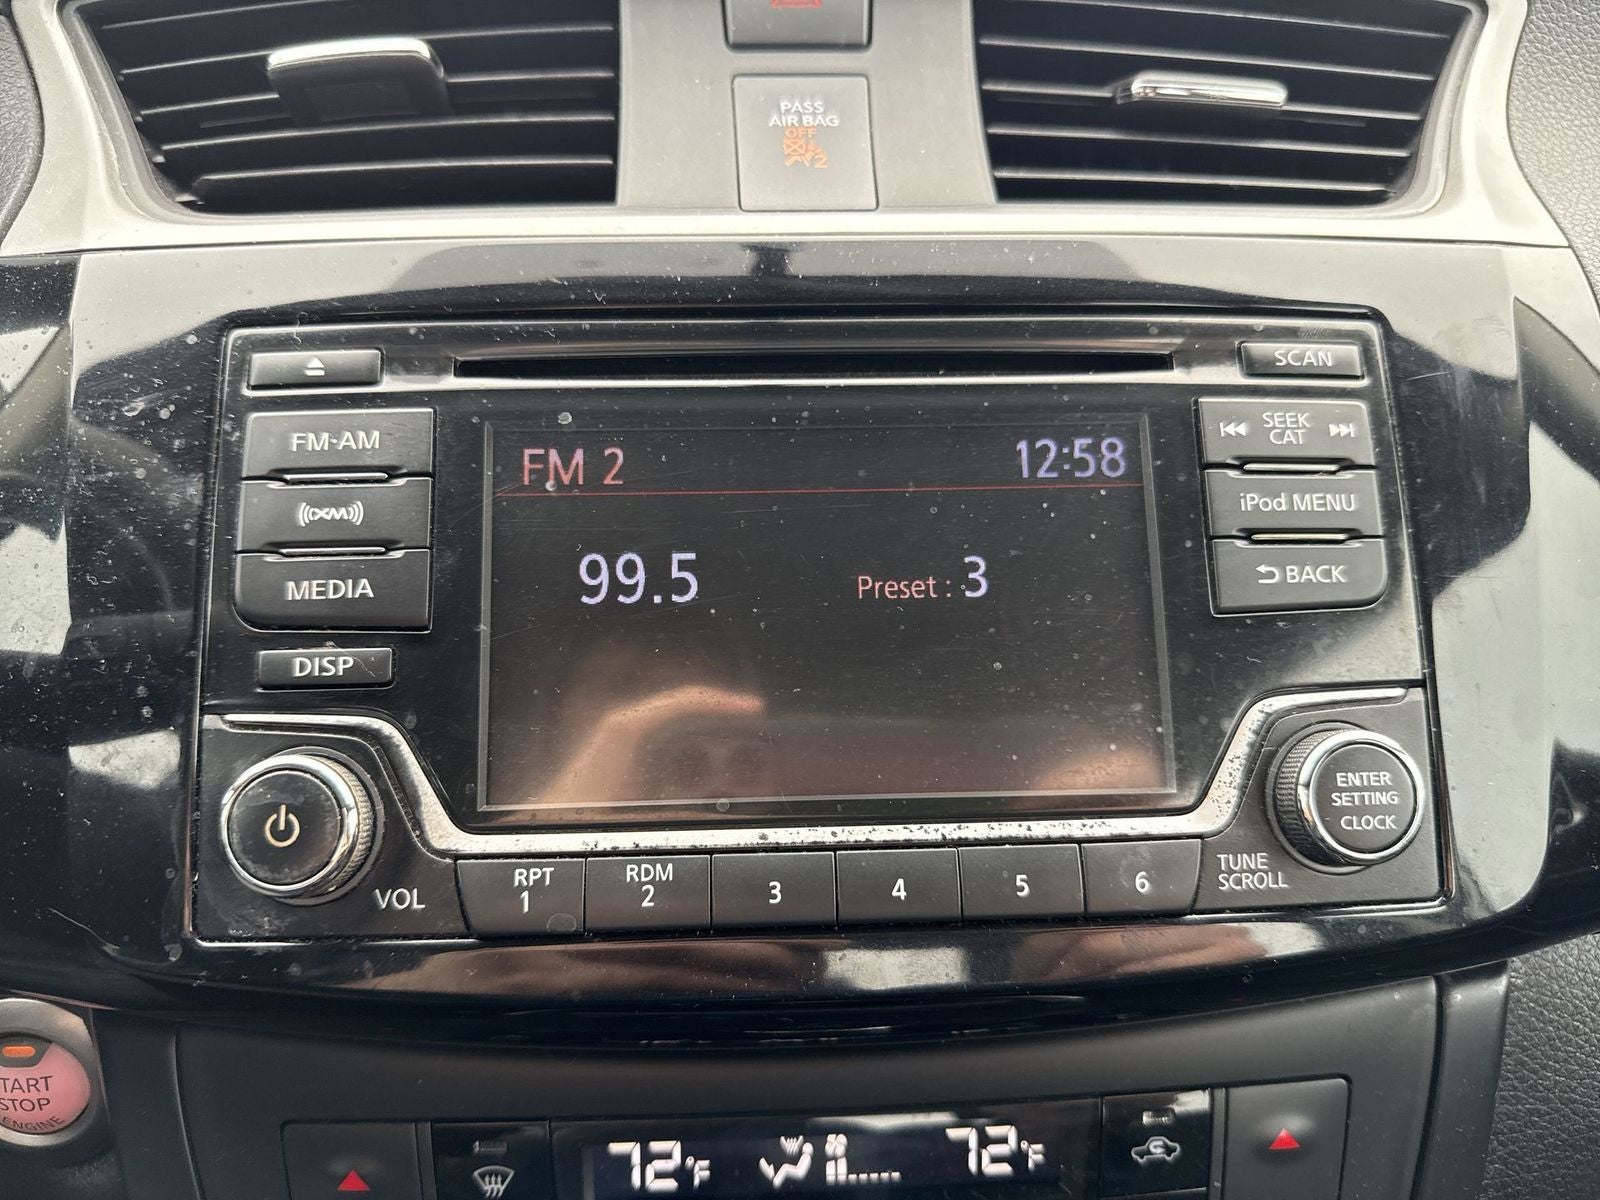 PASS
AIR BAG
OFF
2
SCAN
FM·AM
SEEK
CAT
FM 2 12:58
XM
iPod MENU
99.5 Preset : 3
MEDIA
BACK
DISP
ENTER
SETTING
CLOCK
VOL
RPT
1
RDM
2
3
4
5
6
TUNE
SCROLL
START
STOP
ENGINE
72°F
72°F